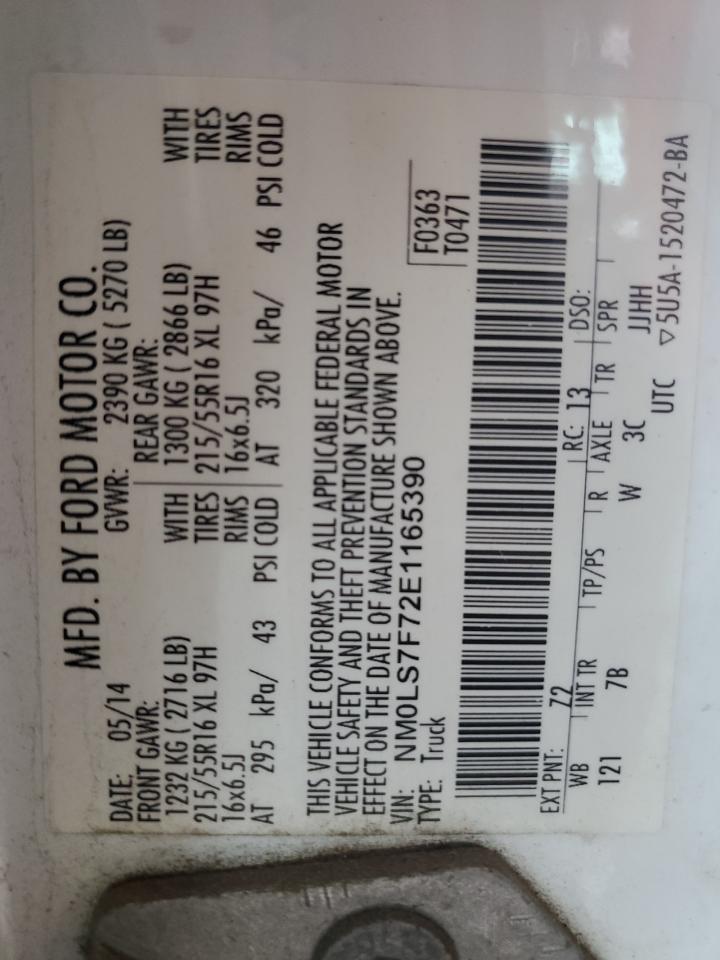 MFD. BY FORD MOTOR CO.
DATE: 05/14 GVWR: 2390 KG ( 5270 LB)
FRONT GAWR: REAR GAWR:
1232 KG ( 2716 LB) WITH 1300 KG ( 2866 LB) WITH
215/55R16 XL 97H TIRES 215/55R16 XL 97H TIRES
16x6.5J RIMS 16x6.5J RIMS
AT 295 kPa/ 43 PSI COLD AT 320 kPa/ 46 PSI COLD
THIS VEHICLE CONFORMS TO ALL APPLICABLE FEDERAL MOTOR
VEHICLE SAFETY AND THEFT PREVENTION STANDARDS IN
EFFECT ON THE DATE OF MANUFACTURE SHOWN ABOVE.
VIN: NM0LS7F72E1165390 F0363
TYPE: Truck T0471
EXT PNT: Z2 RC: 13 DSO:
WB INT TR TP/PS R AXLE TR SPR
121 7B W 3C JJHH
UTC ▽5U5A-1520472-BA